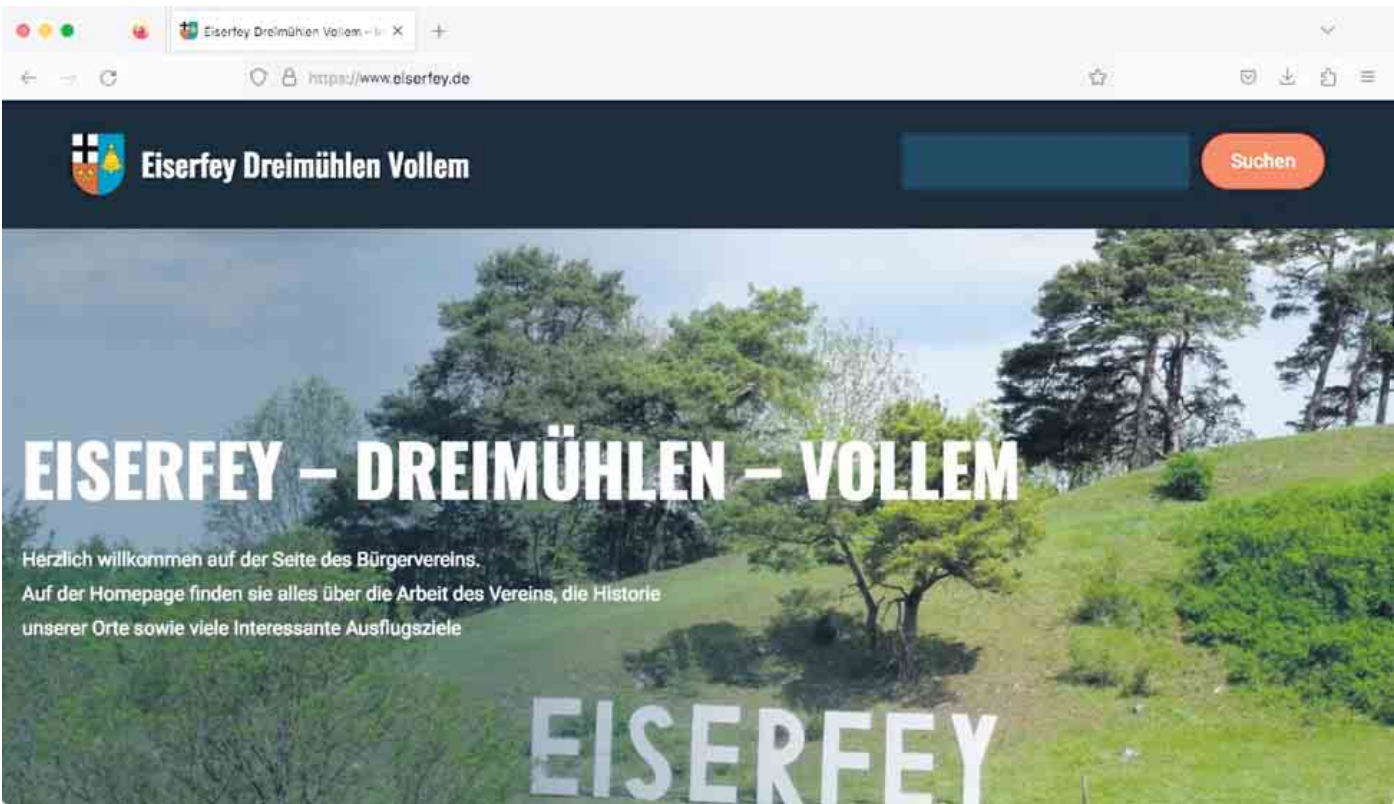 Eiserfey Dreimühlen Vollem – In
https://www.eiserfey.de
Eiserfey Dreimühlen Vollem
Suchen
EISERFEY – DREIMÜHLEN – VOLLEM
Herzlich willkommen auf der Seite des Bürgervereins.
Auf der Homepage finden sie alles über die Arbeit des Vereins, die Historie
unserer Orte sowie viele Interessante Ausflugsziele
EISERFEY